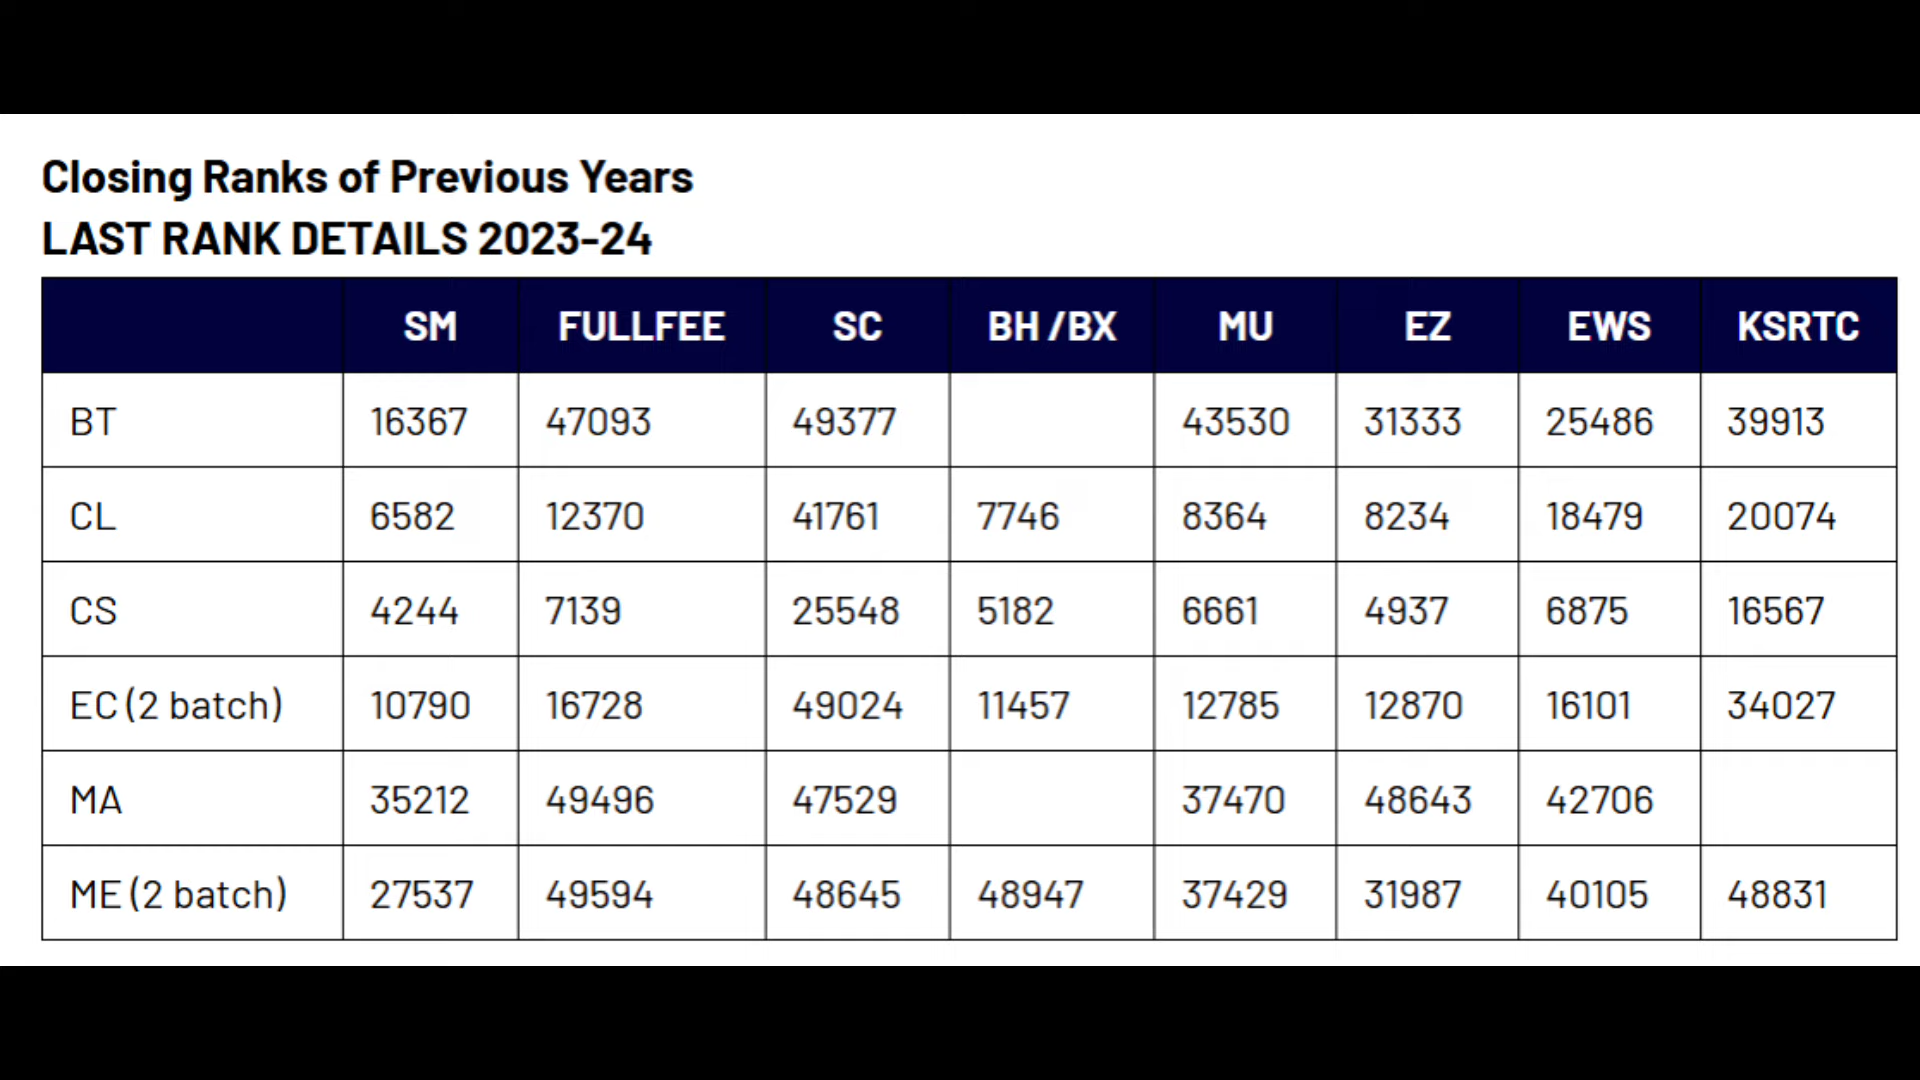 Closing Ranks of Previous Years
LAST RANK DETAILS 2023-24
SM FULLFEE SC BH /BX MU EZ EWS KSRTC
BT 16367 47093 49377 43530 31333 25486 39913
CL 6582 12370 41761 7746 8364 8234 18479 20074
CS 4244 7139 25548 5182 6661 4937 6875 16567
EC (2 batch) 10790 16728 49024 11457 12785 12870 16101 34027
MA 35212 49496 47529 37470 48643 42706
ME (2 batch) 27537 49594 48645 48947 37429 31987 40105 48831